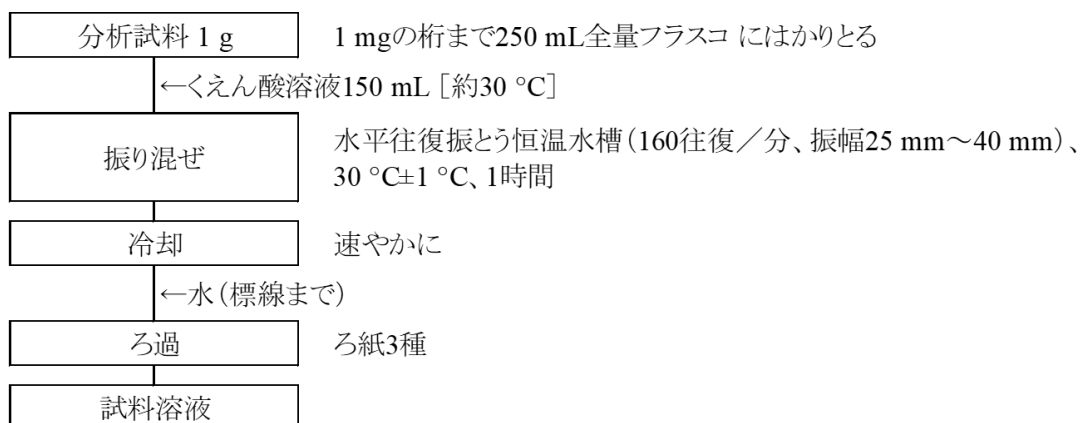 分析試料 1 g
1 mgの桁まで250 mL全量フラスコ にはかりとる
←くえん酸溶液150 mL［約30 °C］
振り混ぜ
水平往復振とう恒温水槽（160往復／分、振幅25 mm～40 mm）、
30 °C±1 °C、1時間
冷却
速やかに
←水（標線まで）
ろ過
ろ紙3種
試料溶液